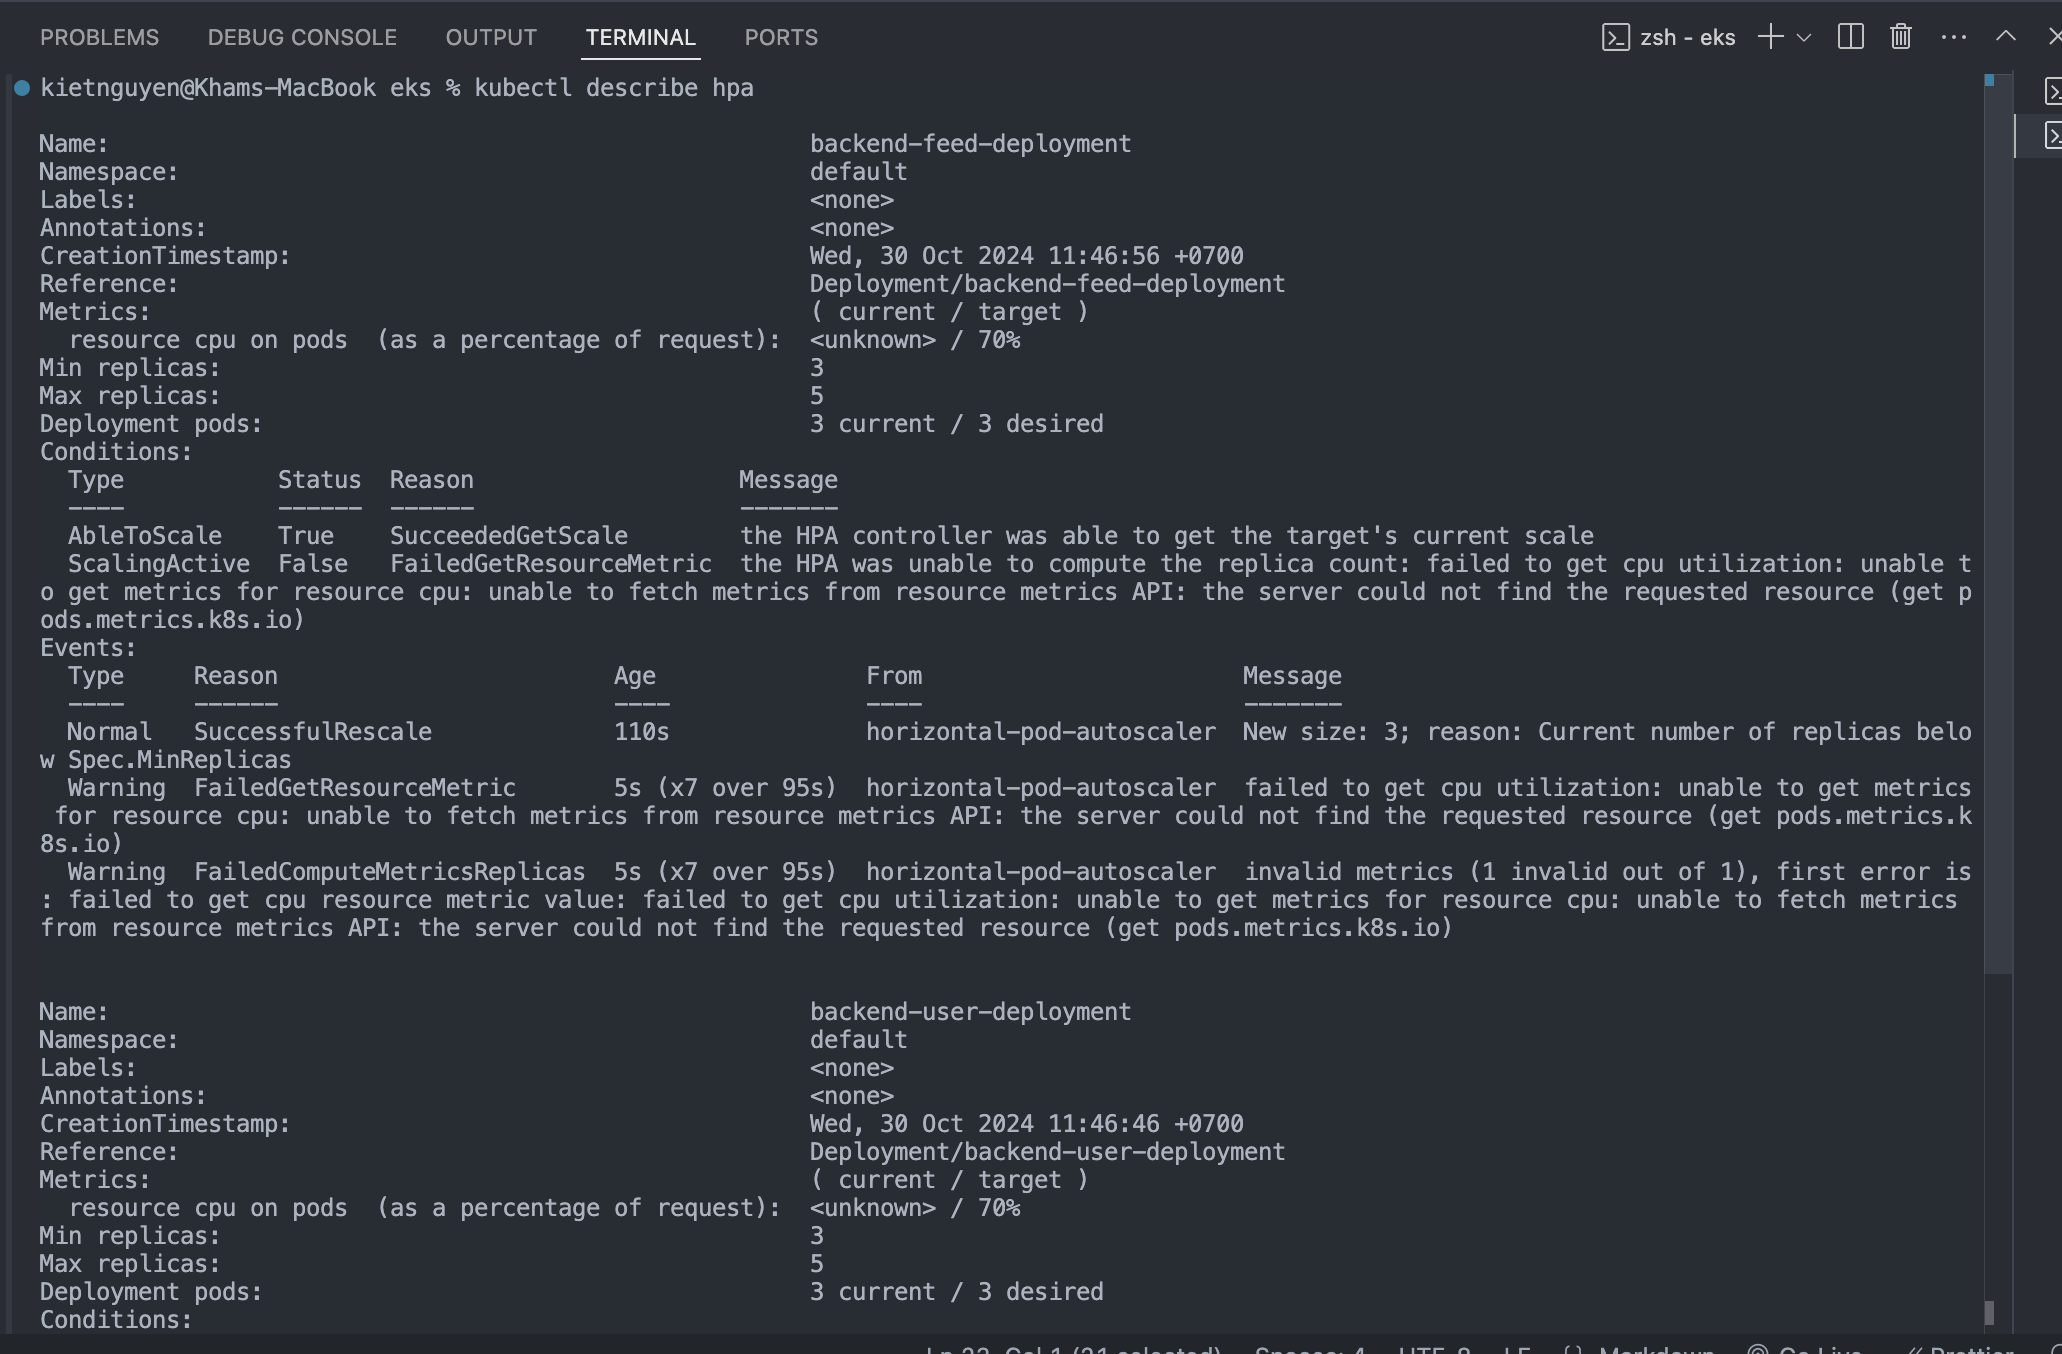 PROBLEMS DEBUG CONSOLE OUTPUT TERMINAL PORTS zsh - eks
kietnguyen@Khams-MacBook eks % kubectl describe hpa
Name: backend-feed-deployment
Namespace: default
Labels: <none>
Annotations: <none>
CreationTimestamp: Wed, 30 Oct 2024 11:46:56 +0700
Reference: Deployment/backend-feed-deployment
Metrics: ( current / target )
resource cpu on pods (as a percentage of request): <unknown> / 70%
Min replicas: 3
Max replicas: 5
Deployment pods: 3 current / 3 desired
Conditions:
Type Status Reason Message
---- ------ ------ -------
AbleToScale True SucceededGetScale the HPA controller was able to get the target's current scale
ScalingActive False FailedGetResourceMetric the HPA was unable to compute the replica count: failed to get cpu utilization: unable t
o get metrics for resource cpu: unable to fetch metrics from resource metrics API: the server could not find the requested resource (get p
ods.metrics.k8s.io)
Events:
Type Reason Age From Message
---- ------ ---- ---- -------
Normal SuccessfulRescale 110s horizontal-pod-autoscaler New size: 3; reason: Current number of replicas belo
w Spec.MinReplicas
Warning FailedGetResourceMetric 5s (x7 over 95s) horizontal-pod-autoscaler failed to get cpu utilization: unable to get metrics
for resource cpu: unable to fetch metrics from resource metrics API: the server could not find the requested resource (get pods.metrics.k
8s.io)
Warning FailedComputeMetricsReplicas 5s (x7 over 95s) horizontal-pod-autoscaler invalid metrics (1 invalid out of 1), first error is
: failed to get cpu resource metric value: failed to get cpu utilization: unable to get metrics for resource cpu: unable to fetch metrics
from resource metrics API: the server could not find the requested resource (get pods.metrics.k8s.io)
Name: backend-user-deployment
Namespace: default
Labels: <none>
Annotations: <none>
CreationTimestamp: Wed, 30 Oct 2024 11:46:46 +0700
Reference: Deployment/backend-user-deployment
Metrics: ( current / target )
resource cpu on pods (as a percentage of request): <unknown> / 70%
Min replicas: 3
Max replicas: 5
Deployment pods: 3 current / 3 desired
Conditions: